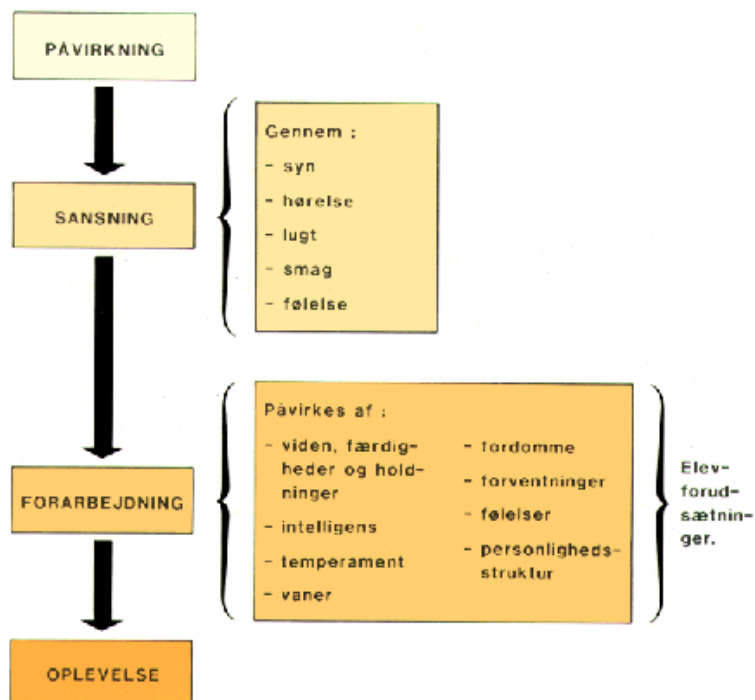 PÅVIRKNING
SANSNING
Gennem :
- syn
- hørelse
- lugt
- smag
- følelse
FORARBEJDNING
Påvirkes af :
- viden, færdig-
heder og hold-
ninger
- intelligens
- temperament
- vaner
- fordomme
- forventninger
- følelser
- personligheds-
struktur
Elev-
forud-
sætnin-
ger.
OPLEVELSE